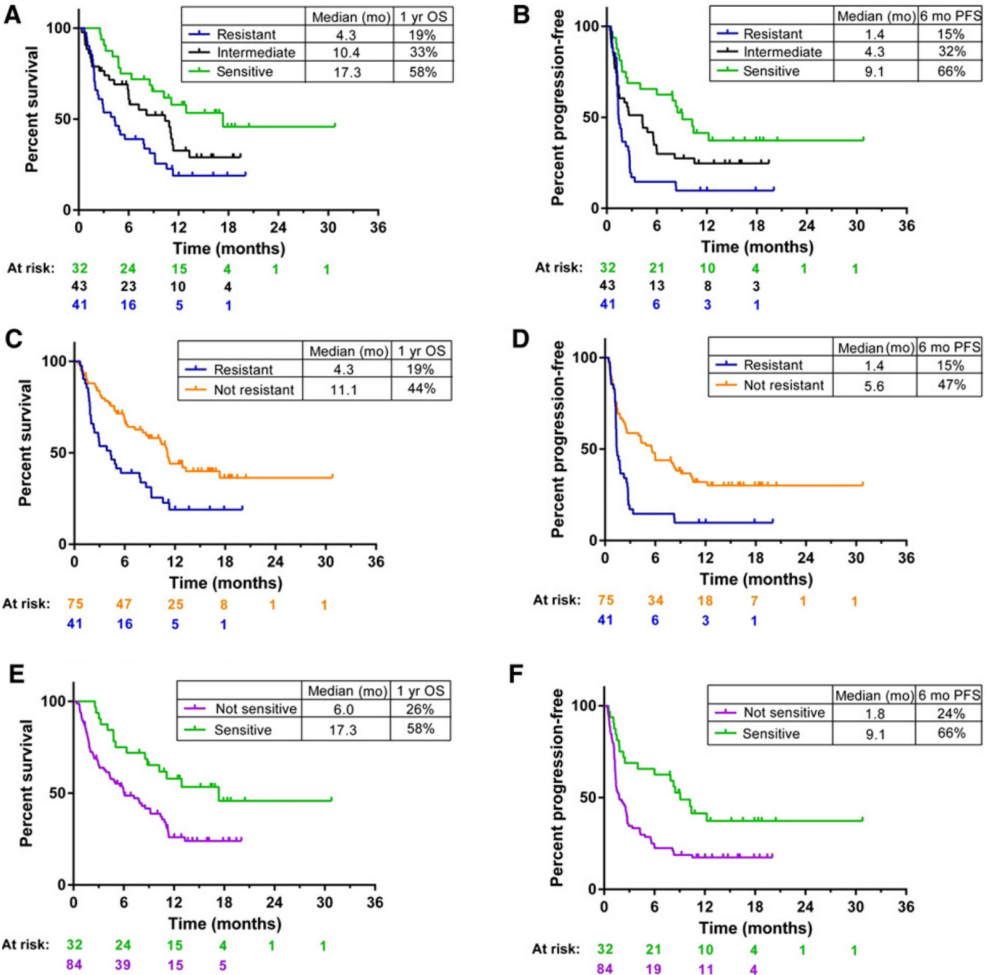 A
Median (mo) 1 yr OS
Resistant 4.3 19%
Intermediate 10.4 33%
Sensitive 17.3 58%
Percent survival
100
50
0
0 6 12 18 24 30 36
Time (months)
At risk: 32 24 15 4 1 1
43 23 10 4
41 16 5 1
B
Median (mo) 6 mo PFS
Resistant 1.4 15%
Intermediate 4.3 32%
Sensitive 9.1 66%
Percent progression-free
100
50
0
0 6 12 18 24 30 36
Time (months)
At risk: 32 21 10 4 1 1
43 13 8 3
41 6 3 1
C
Median (mo) 1 yr OS
Resistant 4.3 19%
Not resistant 11.1 44%
Percent survival
100
50
0
0 6 12 18 24 30 36
Time (months)
At risk: 75 47 25 8 1 1
41 16 5 1
D
Median (mo) 6 mo PFS
Resistant 1.4 15%
Not resistant 5.6 47%
Percent progression-free
100
50
0
0 6 12 18 24 30 36
Time (months)
At risk: 75 34 18 7 1 1
41 6 3 1
E
Median (mo) 1 yr OS
Not sensitive 6.0 26%
Sensitive 17.3 58%
Percent survival
100
50
0
0 6 12 18 24 30 36
Time (months)
At risk: 32 24 15 4 1 1
84 39 15 5
F
Median (mo) 6 mo PFS
Not sensitive 1.8 24%
Sensitive 9.1 66%
Percent progression-free
100
50
0
0 6 12 18 24 30 36
Time (months)
At risk: 32 21 10 4 1 1
84 19 11 4